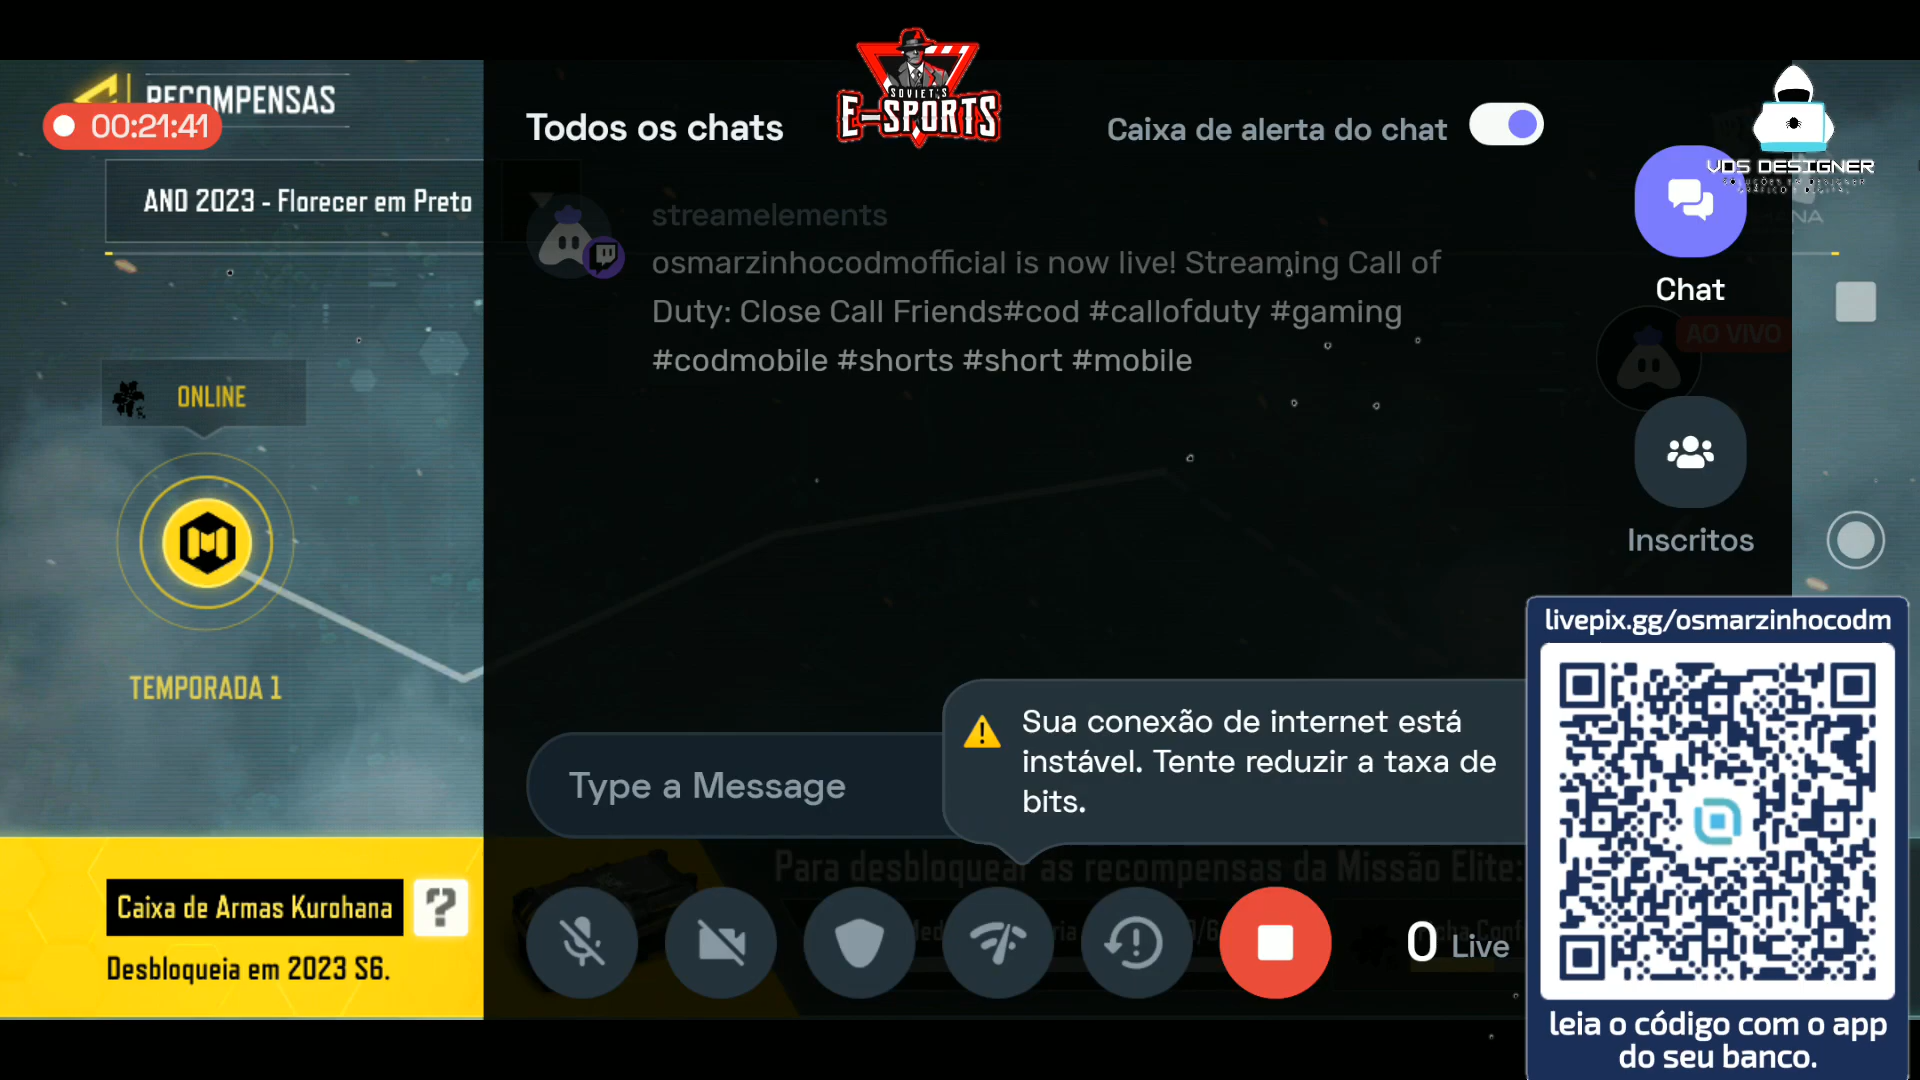 RECOMPENSAS
00:21:41
ANO 2023 - Florecer em Preto
ONLINE
TEMPORADA 1
Caixa de Armas Kurohana
?
Desbloqueia em 2023 S6.
SOVIET'S
E-SPORTS
Todos os chats
Caixa de alerta do chat
streamelements
osmarzinhocodmofficial is now live! Streaming Call of
Duty: Close Call Friends#cod #callofduty #gaming
#codmobile #shorts #short #mobile
VDS DESIGNER
Chat
AO VIVO
Inscritos
Type a Message
Sua conexão de internet está
instável. Tente reduzir a taxa de
bits.
Para desbloquear as recompensas da Missão Elite:
0 Live
livepix.gg/osmarzinhocodm
leia o código com o app
do seu banco.